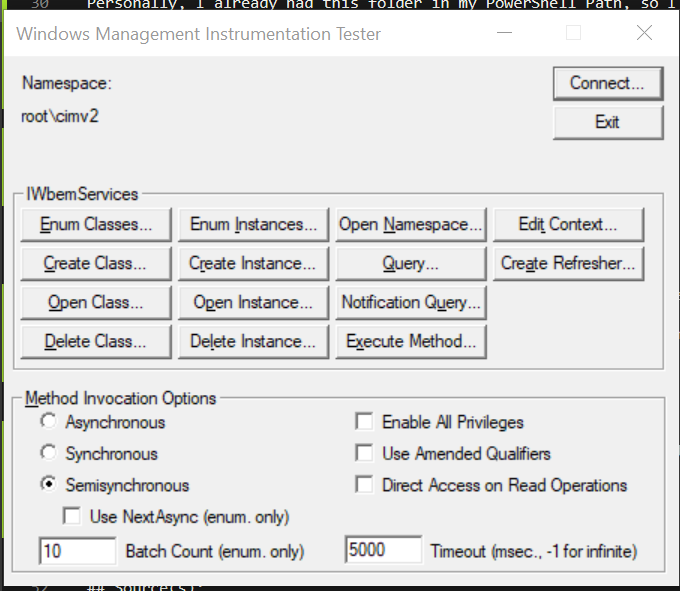 30 Personally, I already had this folder in my PowerShell Path, so I
Windows Management Instrumentation Tester
Namespace:
Connect...
root\cimv2
Exit
IWbemServices
Enum Classes... Enum Instances... Open Namespace... Edit Context...
Create Class... Create Instance... Query... Create Refresher...
Open Class... Open Instance... Notification Query...
Delete Class... Delete Instance... Execute Method...
Method Invocation Options
Asynchronous Enable All Privileges
Synchronous Use Amended Qualifiers
Semisynchronous Direct Access on Read Operations
Use NextAsync (enum. only)
10 Batch Count (enum. only) 5000 Timeout (msec., -1 for infinite)
52 ## Source(s):